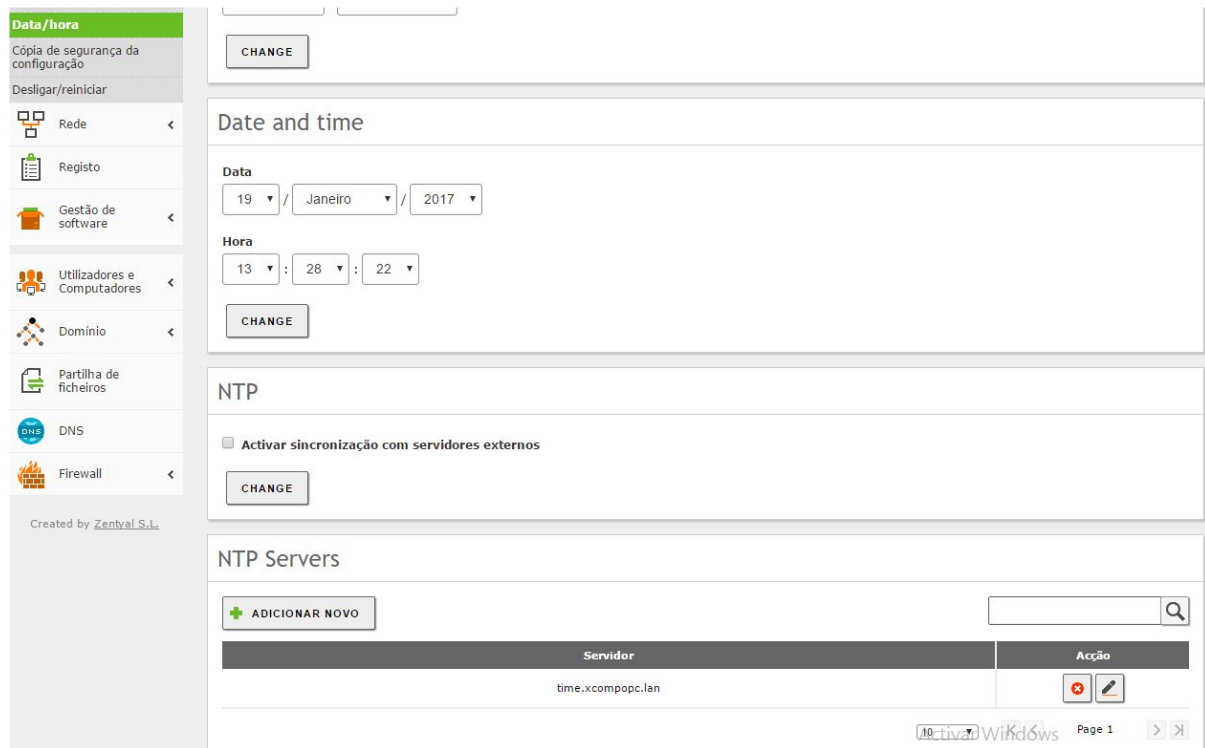 Data/hora
Cópia de segurança da
configuração
Desligar/reiniciar
Rede
Registo
Gestão de
software
Utilizadores e
Computadores
Domínio
Partilha de
ficheiros
DNS
DNS
Firewall
Created by Zentyal S.L.
CHANGE
Date and time
Data
19 / Janeiro / 2017
Hora
13 : 28 : 22
CHANGE
NTP
Activar sincronização com servidores externos
CHANGE
NTP Servers
ADICIONAR NOVO
Servidor Acção
time.xcompopc.lan
10 Page 1
Activar Windows